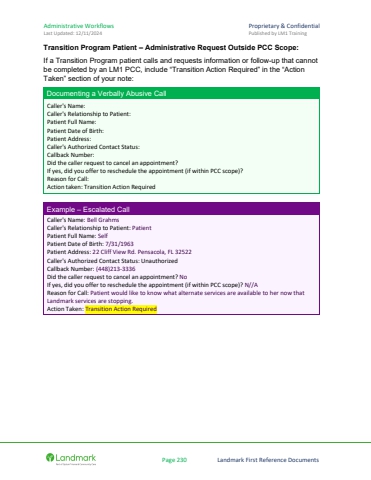 Administrative Workflows
Proprietary & Confidential
Last Updated: 12/11/2024
Published by LM1 Training
Transition Program Patient – Administrative Request Outside PCC Scope:
If a Transition Program patient calls and requests information or follow-up that cannot
be completed by an LM1 PCC, include “Transition Action Required” in the “Action
Taken” section of your note:
Documenting a Verbally Abusive Call
Caller’s Name:
Caller’s Relationship to Patient:
Patient Full Name:
Patient Date of Birth:
Patient Address:
Caller’s Authorized Contact Status:
Callback Number:
Did the caller request to cancel an appointment?
If yes, did you offer to reschedule the appointment (if within PCC scope)?
Reason for Call:
Action taken: Transition Action Required
Example – Escalated Call
Caller’s Name: Bell Grahms
Caller’s Relationship to Patient: Patient
Patient Full Name: Self
Patient Date of Birth: 7/31/1963
Patient Address: 22 Cliff View Rd. Pensacola, FL 32522
Caller’s Authorized Contact Status: Unauthorized
Callback Number: (448)213-3336
Did the caller request to cancel an appointment? No
If yes, did you offer to reschedule the appointment (if within PCC scope)? N//A
Reason for Call: Patient would like to know what alternate services are available to her now that
Landmark services are stopping.
Action Taken: Transition Action Required
Landmark
Page 230
Landmark First Reference Documents